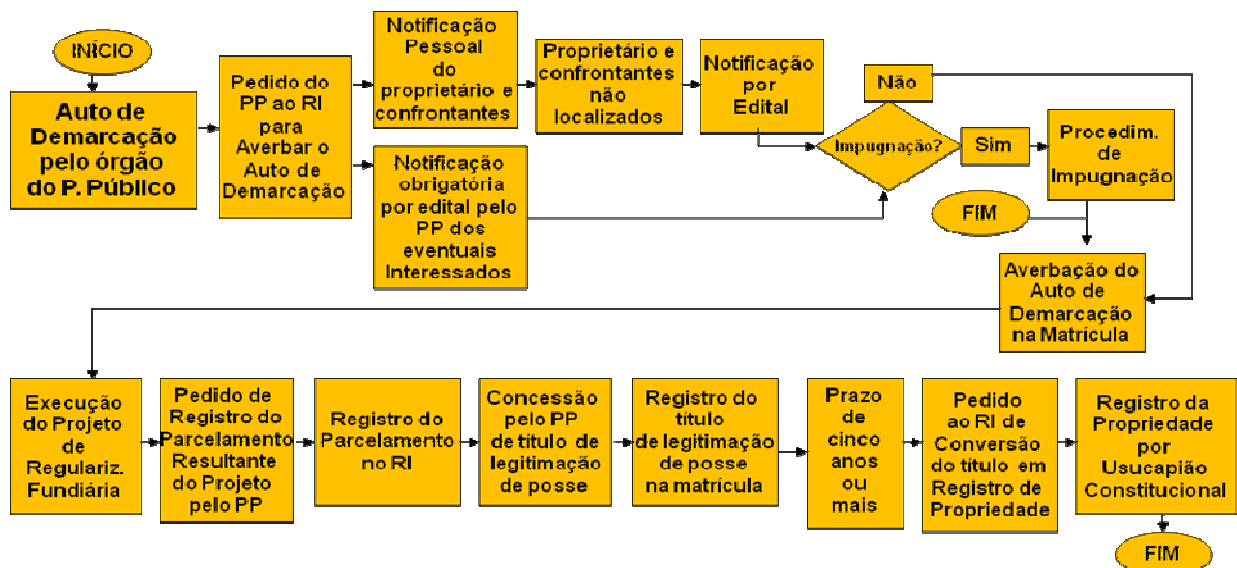 INÍCIO
Auto de
Demarcação
pelo órgão
do P. Público
Pedido do
PP ao RI
para
Averbar o
Auto de
Demarcação
Notificação
Pessoal
do
proprietário e
confrontantes
Notificação
obrigatória
por edital pelo
PP dos
eventuais
Interessados
Proprietário e
confrontantes
não
localizados
Notificação
por
Edital
Impugnação?
Não
Sim
Procedim.
de
Impugnação
FIM
Averbação do
Auto de
Demarcação
na Matrícula
Execução
do Projeto
de
Regulariz.
Fundiária
Pedido de
Registro do
Parcelamento
Resultante
do Projeto
pelo PP
Registro do
Parcelamento
no RI
Concessão
pelo PP
de título de
legitimação
de posse
Registro do
título
de legitimação
de posse
na matrícula
Prazo
de
cinco
anos
ou
mais
Pedido
ao RI de
Conversão
do título em
Registro de
Propriedade
Registro da
Propriedade
por
Usucapião
Constitucional
FIM